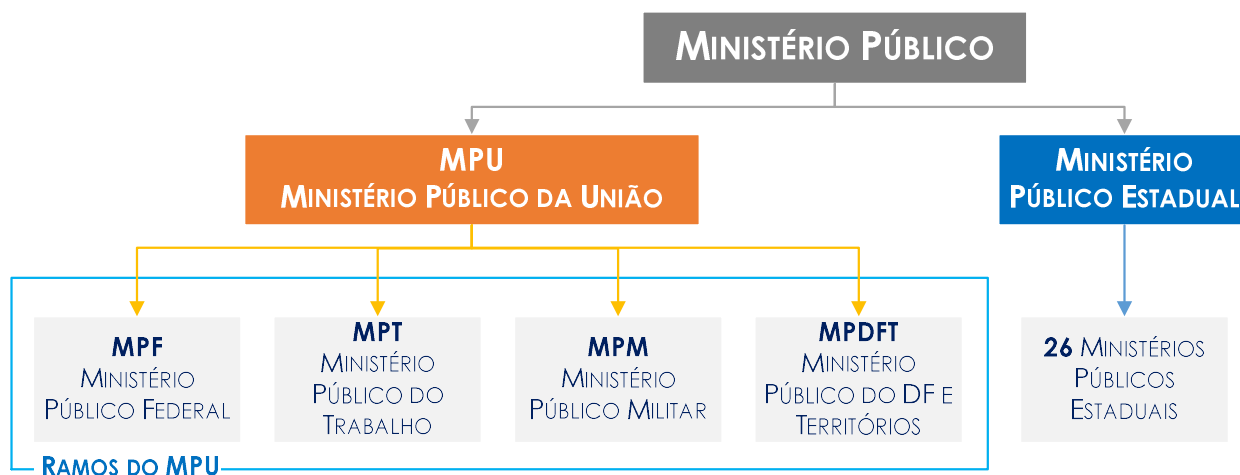 MINISTÉRIO PÚBLICO
MPU
MINISTÉRIO PÚBLICO DA UNIÃO
MINISTÉRIO
PÚBLICO ESTADUAL
MPF
MINISTÉRIO
PÚBLICO FEDERAL
MPT
MINISTÉRIO
PÚBLICO DO
TRABALHO
MPM
MINISTÉRIO
PÚBLICO MILITAR
MPDFT
MINISTÉRIO
PÚBLICO DO DF E
TERRITÓRIOS
26 MINISTÉRIOS
PÚBLICOS
ESTADUAIS
RAMOS DO MPU